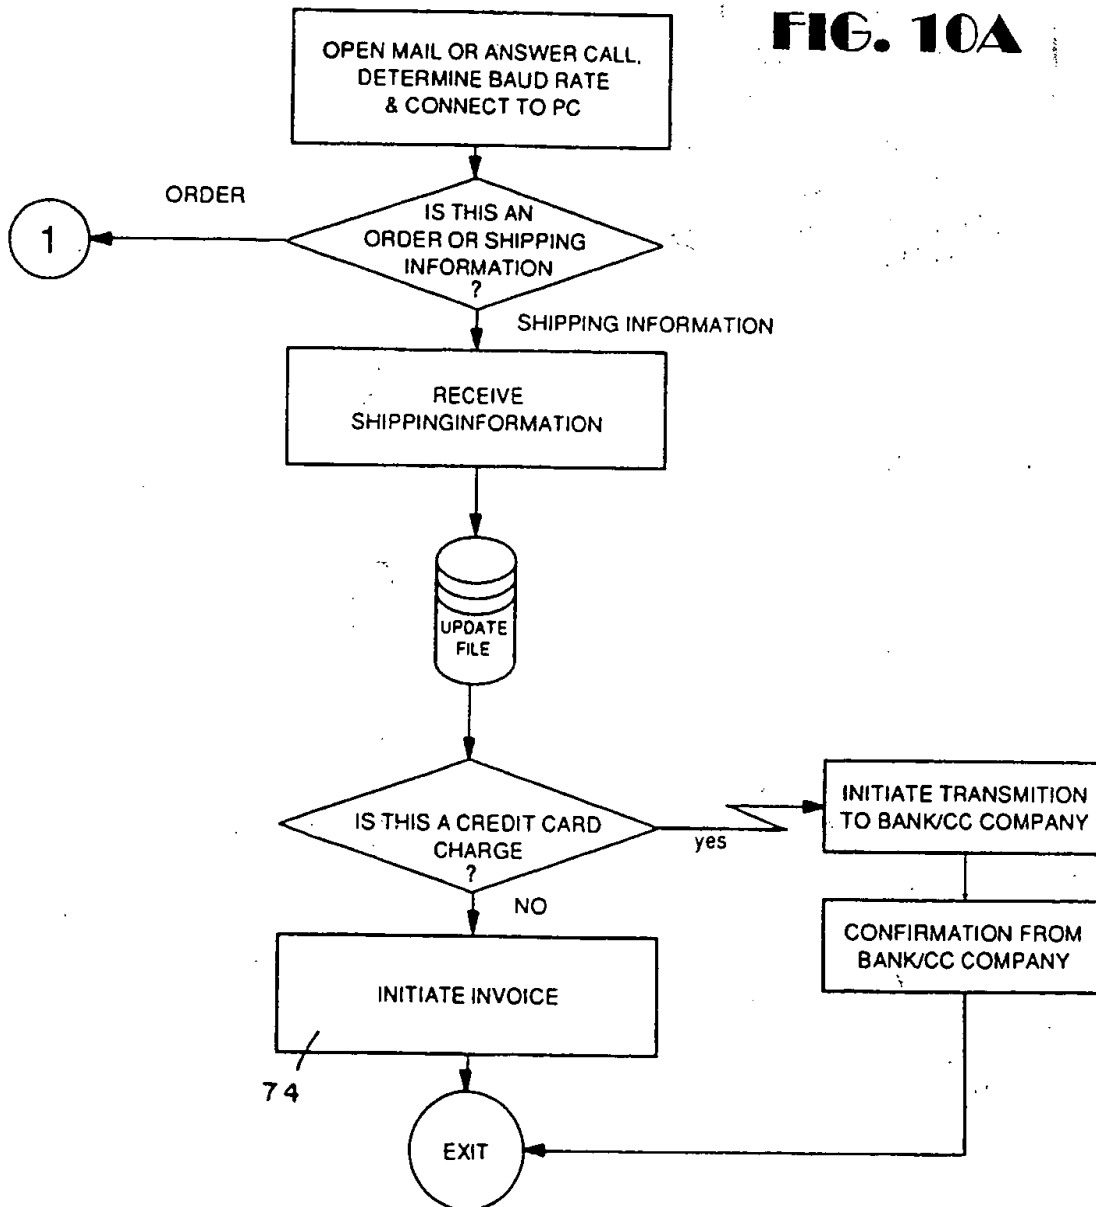 FIG. 10A
OPEN MAIL OR ANSWER CALL,
DETERMINE BAUD RATE
& CONNECT TO PC
ORDER
1
IS THIS AN
ORDER OR SHIPPING
INFORMATION
?
SHIPPING INFORMATION
RECEIVE
SHIPPINGINFORMATION
UPDATE
FILE
IS THIS A CREDIT CARD
CHARGE
?
yes
INITIATE TRANSMITION
TO BANK/CC COMPANY
NO
CONFIRMATION FROM
BANK/CC COMPANY
INITIATE INVOICE
74
EXIT